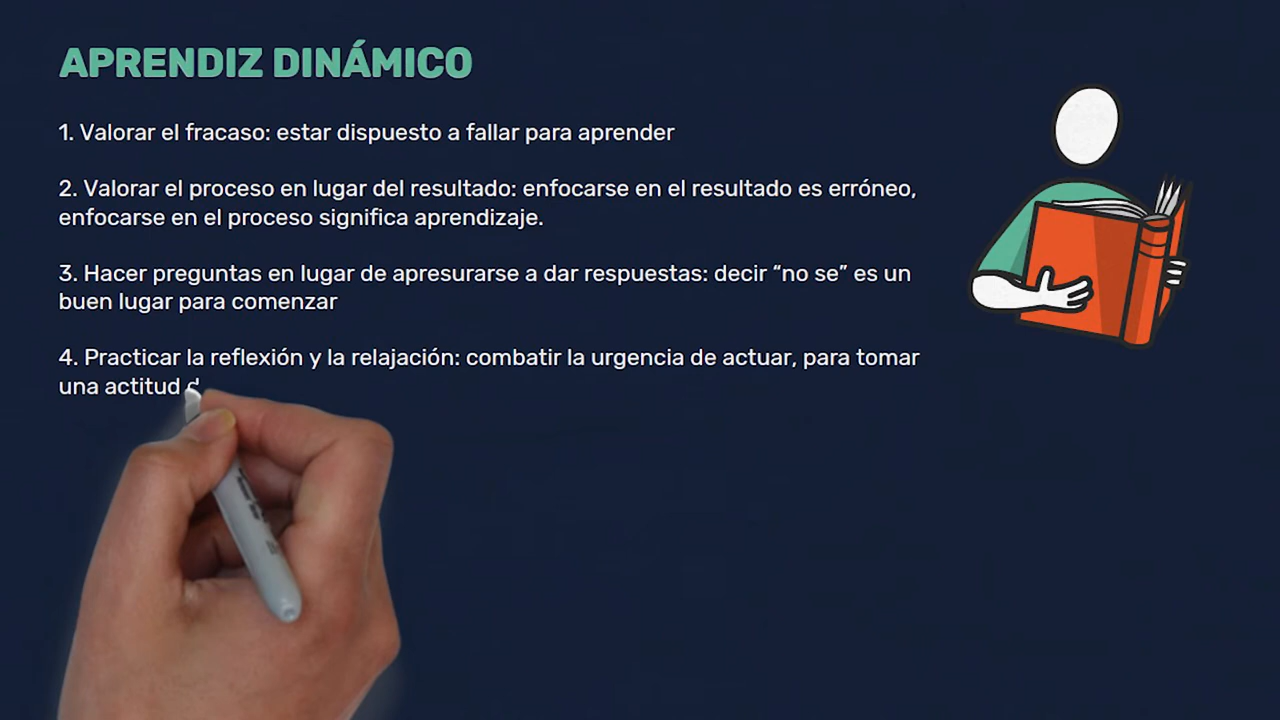 APRENDIZ DINÁMICO
1. Valorar el fracaso: estar dispuesto a fallar para aprender
2. Valorar el proceso en lugar del resultado: enfocarse en el resultado es erróneo,
enfocarse en el proceso significa aprendizaje.
3. Hacer preguntas en lugar de apresurarse a dar respuestas: decir “no se” es un
buen lugar para comenzar
4. Practicar la reflexión y la relajación: combatir la urgencia de actuar, para tomar
una actitud